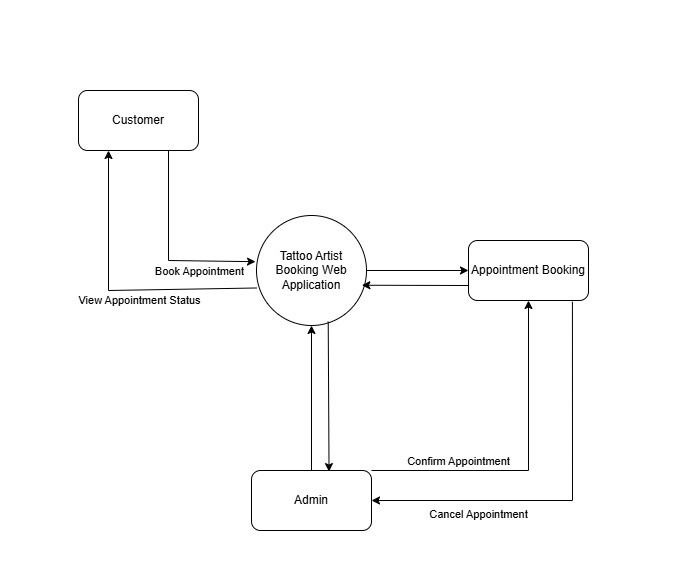 Customer
Tattoo Artist
Booking Web
Application
Book Appointment
Appointment Booking
View Appointment Status
Confirm Appointment
Admin
Cancel Appointment